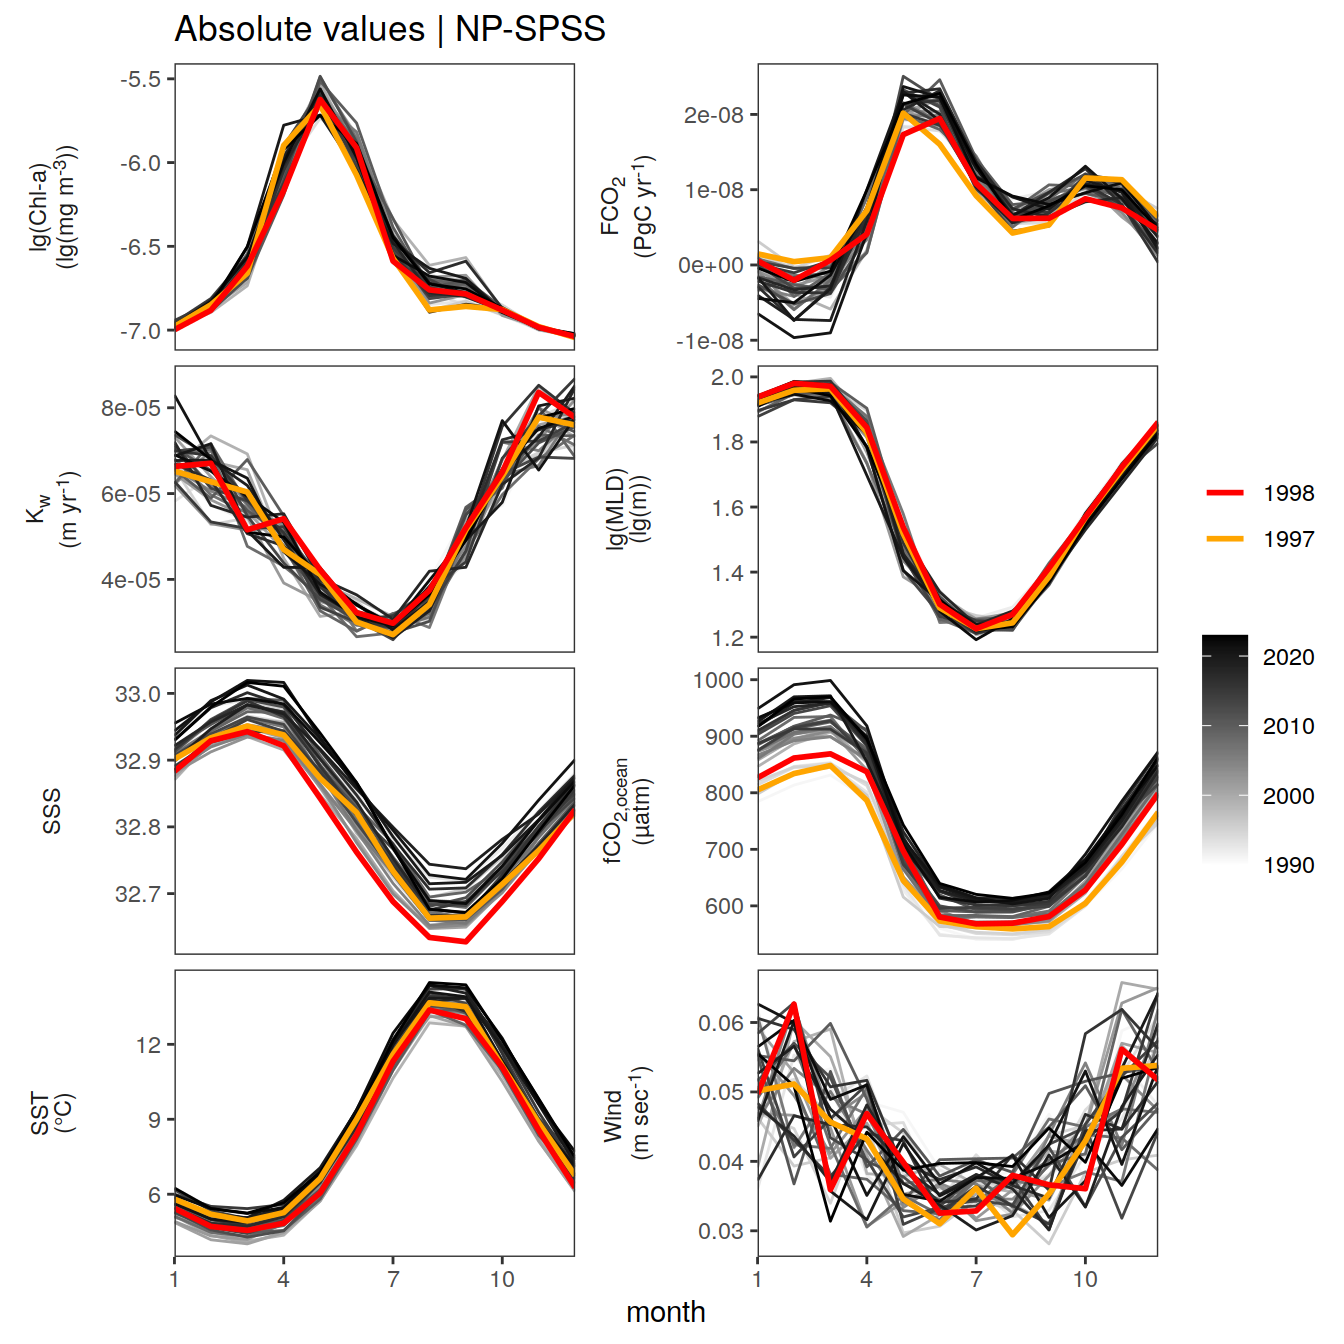 Absolute values | NP-SPSS
lg(Chl-a)
(lg(mg m⁻³))
-5.5
-6.0
-6.5
-7.0
FCO₂
(PgC yr⁻¹)
2e-08
1e-08
0e+00
-1e-08
K_w
(m yr⁻¹)
8e-05
6e-05
4e-05
lg(MLD)
(lg(m))
2.0
1.8
1.6
1.4
1.2
SSS
33.0
32.9
32.8
32.7
fCO₂,ocean
(µatm)
1000
900
800
700
600
SST
(°C)
12
9
6
1 4 7 10
Wind
(m sec⁻¹)
0.06
0.05
0.04
0.03
1 4 7 10
month
1998
1997
2020
2010
2000
1990